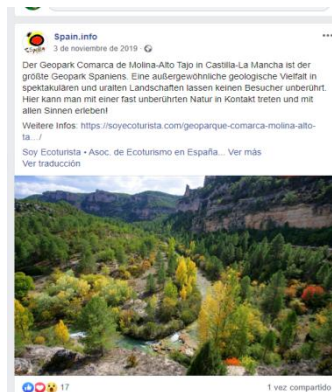 Spain.info
3 de noviembre de 2019 ·
Der Geopark Comarca de Molina-Alto Tajo in Castilla-La Mancha ist der
größte Geopark Spaniens. Eine außergewöhnliche geologische Vielfalt in
spektakulären und uralten Landschaften lassen keinen Besucher unberührt.
Hier kann man mit einer fast unberührten Natur in Kontakt treten und mit
allen Sinnen erleben!
Weitere Infos: https://soyecoturista.com/geoparque-comarca-molina-alto-
ta.../
Soy Ecoturista • Asoc. de Ecoturismo en España... Ver más
Ver traducción
17
1 vez compartido